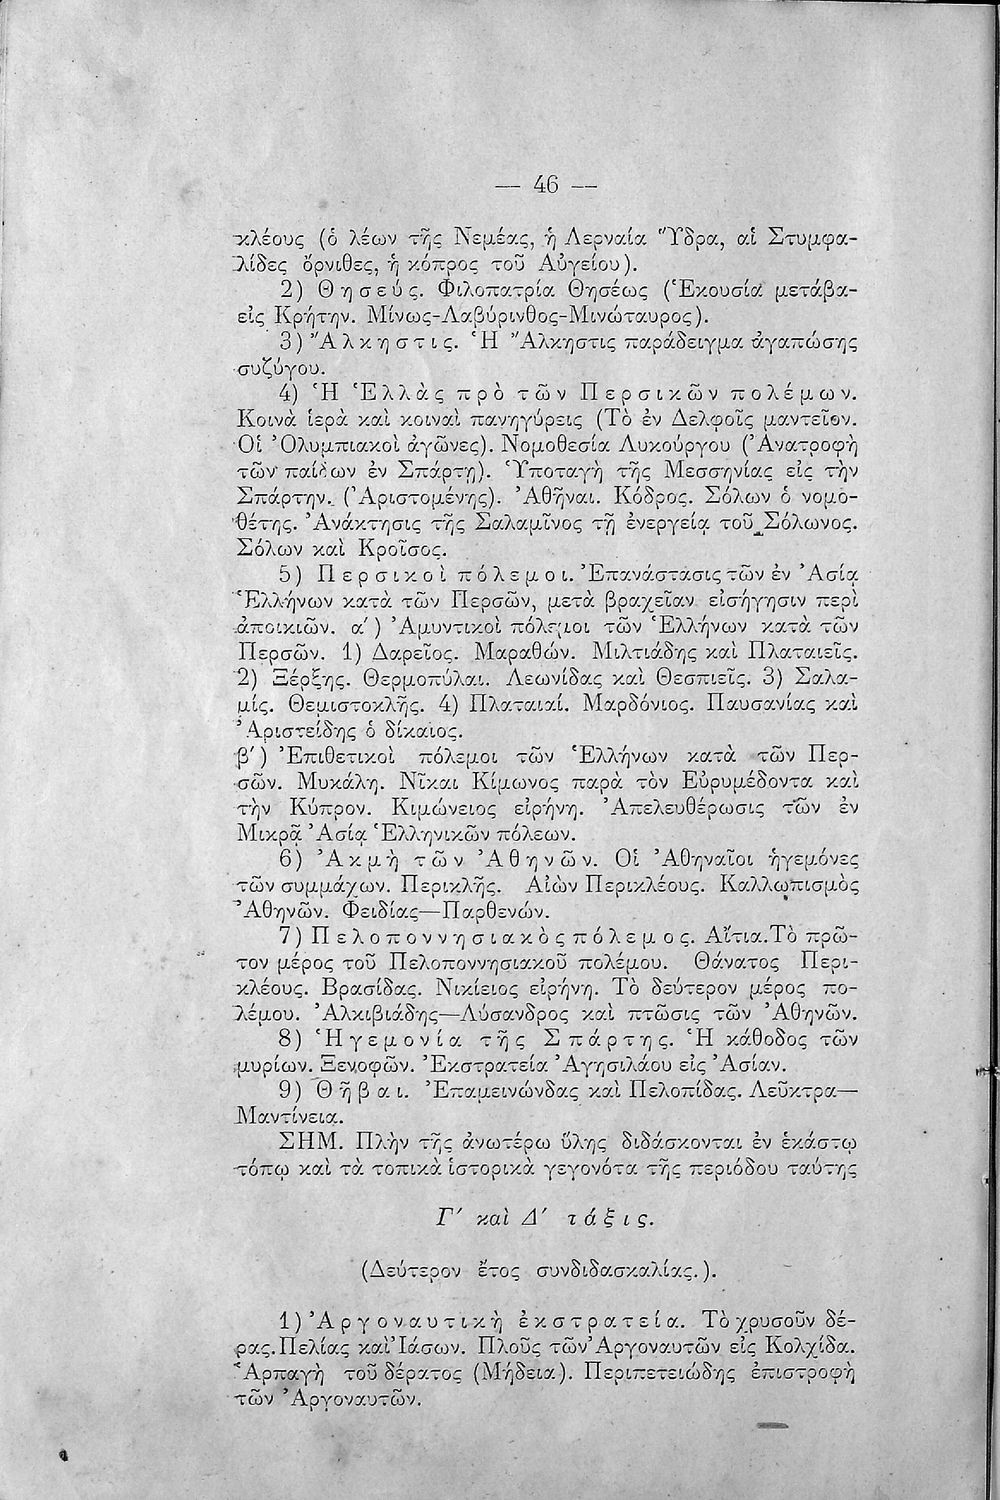 — 46 —
κλέους (ὁ λέων τῆς Νεμέας, ἡ Λερναία Ὕδρα, αἱ Στυμφα-
λίδες ὄρνιθες, ἡ κόπρος τοῦ Αὐγείου).
2) Θησεύς. Φιλοπατρία Θησέως (Ἑκουσία μετάβα-
εἰς Κρήτην. Μίνως-Λαβύρινθος-Μινώταυρος).
3) Ἄλκηστις. Ἡ Ἄλκηστις παράδειγμα ἀγαπώσης
συζύγου.
4) Ἡ Ἑλλὰς πρὸ τῶν Περσικῶν πολέμων.
Κοινὰ ἱερὰ καὶ κοιναὶ πανηγύρεις (Τὸ ἐν Δελφοῖς μαντεῖον.
Οἱ Ὀλυμπιακοὶ ἀγῶνες). Νομοθεσία Λυκούργου (Ἀνατροφὴ
τῶν παίδων ἐν Σπάρτῃ). Ὑποταγὴ τῆς Μεσσηνίας εἰς τὴν
Σπάρτην. (Ἀριστομένης). Ἀθῆναι. Κόδρος. Σόλων ὁ νομο-
θέτης. Ἀνάκτησις τῆς Σαλαμῖνος τῇ ἐνεργείᾳ τοῦ Σόλωνος.
Σόλων καὶ Κροῖσος.
5) Περσικοὶ πόλεμοι. Ἐπανάστασις τῶν ἐν Ἀσίᾳ
Ἑλλήνων κατὰ τῶν Περσῶν, μετὰ βραχεῖαν εἰσήγησιν περὶ
ἀποικιῶν. α΄) Ἀμυντικοὶ πόλεμοι τῶν Ἑλλήνων κατὰ τῶν
Περσῶν. 1) Δαρεῖος. Μαραθών. Μιλτιάδης καὶ Πλαταιεῖς.
2) Ξέρξης. Θερμοπύλαι. Λεωνίδας καὶ Θεσπιεῖς. 3) Σαλα-
μίς. Θεμιστοκλῆς. 4) Πλαταιαί. Μαρδόνιος. Παυσανίας καὶ
Ἀριστείδης ὁ δίκαιος.
β΄) Ἐπιθετικοὶ πόλεμοι τῶν Ἑλλήνων κατὰ τῶν Περ-
σῶν. Μυκάλη. Νῖκαι Κίμωνος παρὰ τὸν Εὐρυμέδοντα καὶ
τὴν Κύπρον. Κιμώνειος εἰρήνη. Ἀπελευθέρωσις τῶν ἐν
Μικρᾷ Ἀσίᾳ Ἑλληνικῶν πόλεων.
6) Ἀκμὴ τῶν Ἀθηνῶν. Οἱ Ἀθηναῖοι ἡγεμόνες
τῶν συμμάχων. Περικλῆς. Αἰὼν Περικλέους. Καλλωπισμὸς
Ἀθηνῶν. Φειδίας—Παρθενών.
7) Πελοποννησιακὸς πόλεμος. Αἴτια. Τὸ πρῶ-
τον μέρος τοῦ Πελοποννησιακοῦ πολέμου. Θάνατος Περι-
κλέους. Βρασίδας. Νικίειος εἰρήνη. Τὸ δεύτερον μέρος πο-
λέμου. Ἀλκιβιάδης—Λύσανδρος καὶ πτῶσις τῶν Ἀθηνῶν.
8) Ἡγεμονία τῆς Σπάρτης. Ἡ κάθοδος τῶν
μυρίων. Ξενοφῶν. Ἐκστρατεία Ἀγησιλάου εἰς Ἀσίαν.
9) Θῆβαι. Ἐπαμεινώνδας καὶ Πελοπίδας. Λεῦκτρα—
Μαντίνεια.
ΣΗΜ. Πλὴν τῆς ἀνωτέρω ὕλης διδάσκονται ἐν ἑκάστῳ
τόπῳ καὶ τὰ τοπικὰ ἱστορικὰ γεγονότα τῆς περιόδου ταύτης
Γ΄ καὶ Δ΄ τάξις.
(Δεύτερον ἔτος συνδιδασκαλίας.).
1) Ἀργοναυτικὴ ἐκστρατεία. Τὸ χρυσοῦν δέ-
ρας. Πελίας καὶ Ἰάσων. Πλοῦς τῶν Ἀργοναυτῶν εἰς Κολχίδα.
Ἁρπαγὴ τοῦ δέρατος (Μήδεια). Περιπετειώδης ἐπιστροφὴ
τῶν Ἀργοναυτῶν.